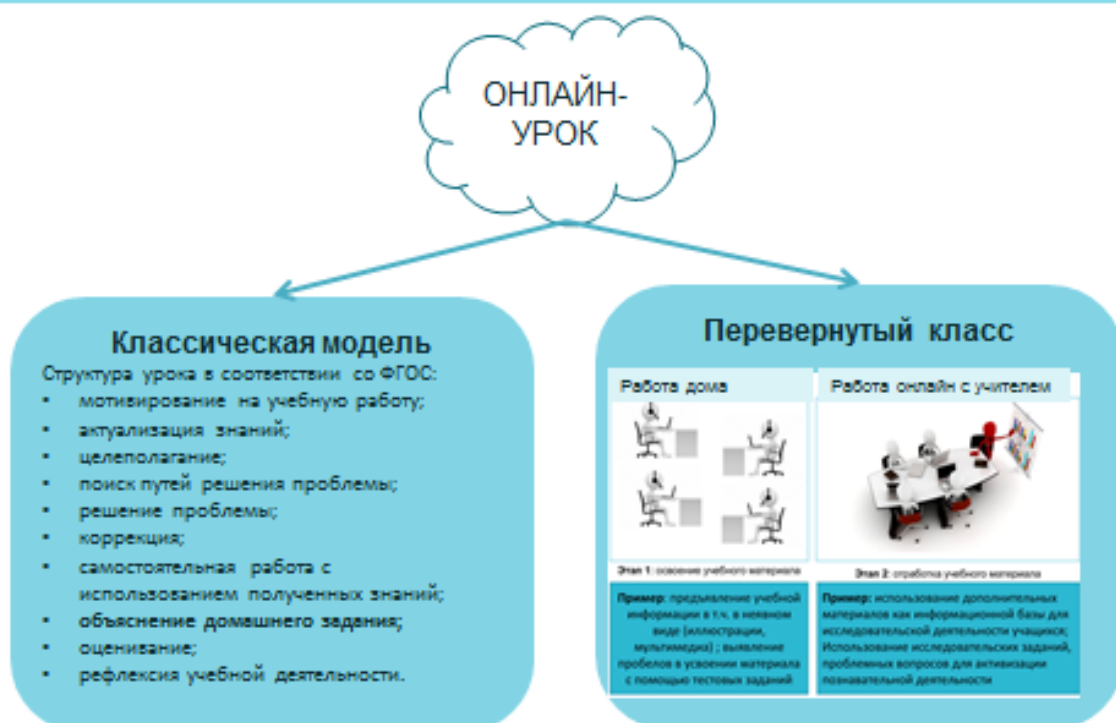 ОНЛАЙН-
УРОК
Классическая модель
Структура урока в соответствии со ФГОС:
▪ мотивирование на учебную работу;
▪ актуализация знаний;
▪ целеполагание;
▪ поиск путей решения проблемы;
▪ решение проблемы;
▪ коррекция;
▪ самостоятельная работа с
использованием полученных знаний;
▪ объяснение домашнего задания;
▪ оценивание;
▪ рефлексия учебной деятельности.
Перевернутый класс
Работа дома
Этап 1: освоение учебного материала
Пример: предъявление учебной
информации в т.ч. в неявном
виде (иллюстрации,
мультимедиа) ; выявление
пробелов в усвоении материала
с помощью тестовых заданий
Работа онлайн с учителем
Этап 2: отработка учебного материала
Пример: использование дополнительных
материалов как информационной базы для
исследовательской деятельности учащихся;
Использование исследовательских заданий,
проблемных вопросов для активизации
познавательной деятельности